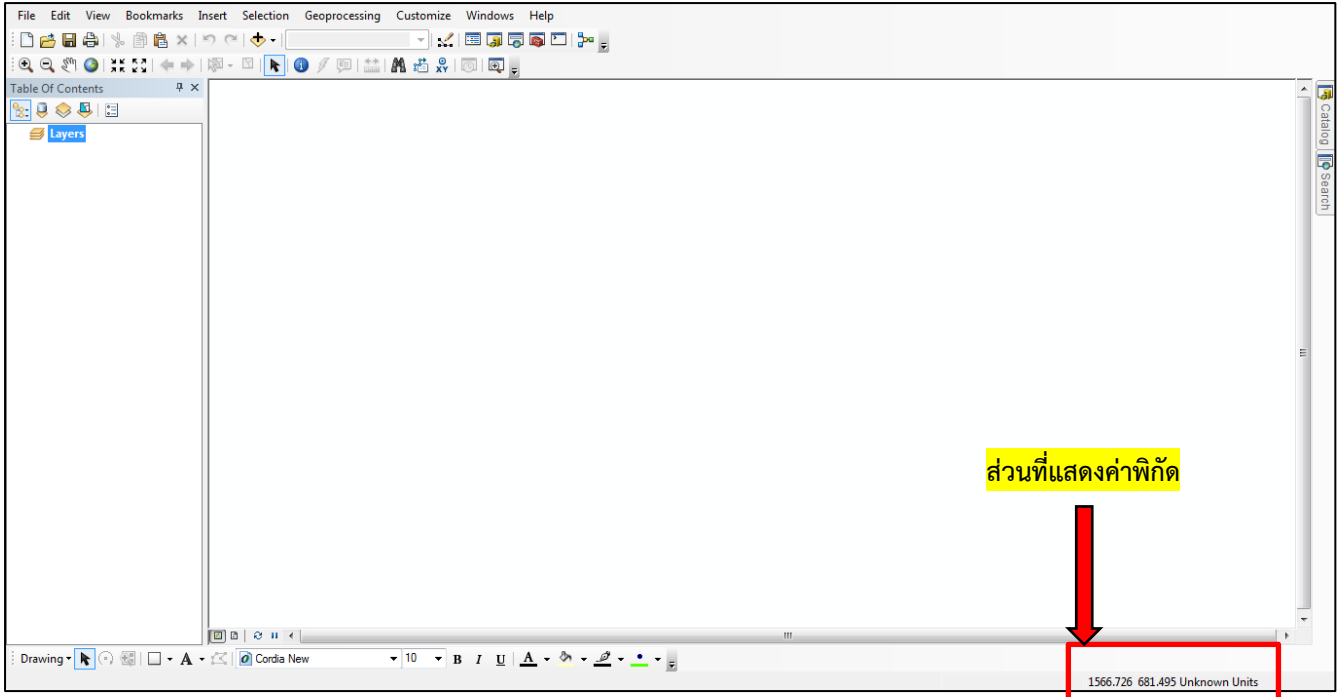 File Edit View Bookmarks Insert Selection Geoprocessing Customize Windows Help
Table Of Contents
Layers
Catalog
Search
ส่วนที่แสดงค่าพิกัด
Drawing A Cordia New 10 B I U A
1566.726 681.495 Unknown Units